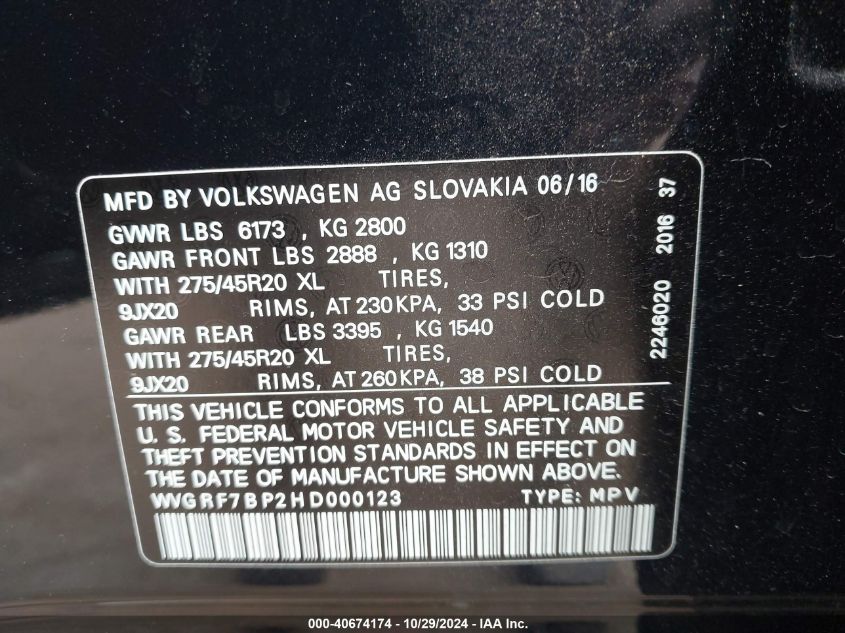 MFD BY VOLKSWAGEN AG SLOVAKIA 06/16
GVWR LBS 6173 , KG 2800
GAWR FRONT LBS 2888 , KG 1310
WITH 275/45R20 XL TIRES,
9JX20 RIMS, AT 230KPA, 33 PSI COLD
GAWR REAR LBS 3395 , KG 1540
WITH 275/45R20 XL TIRES,
9JX20 RIMS, AT 260KPA, 38 PSI COLD
THIS VEHICLE CONFORMS TO ALL APPLICABLE
U. S. FEDERAL MOTOR VEHICLE SAFETY AND
THEFT PREVENTION STANDARDS IN EFFECT ON
THE DATE OF MANUFACTURE SHOWN ABOVE.
WVGRF7BP2HD000123 TYPE: MPV
2246020 2016 37
000-40674174 - 10/29/2024 - IAA Inc.